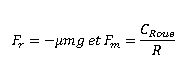 F_r = −μmg et F_m = C_Roue / R